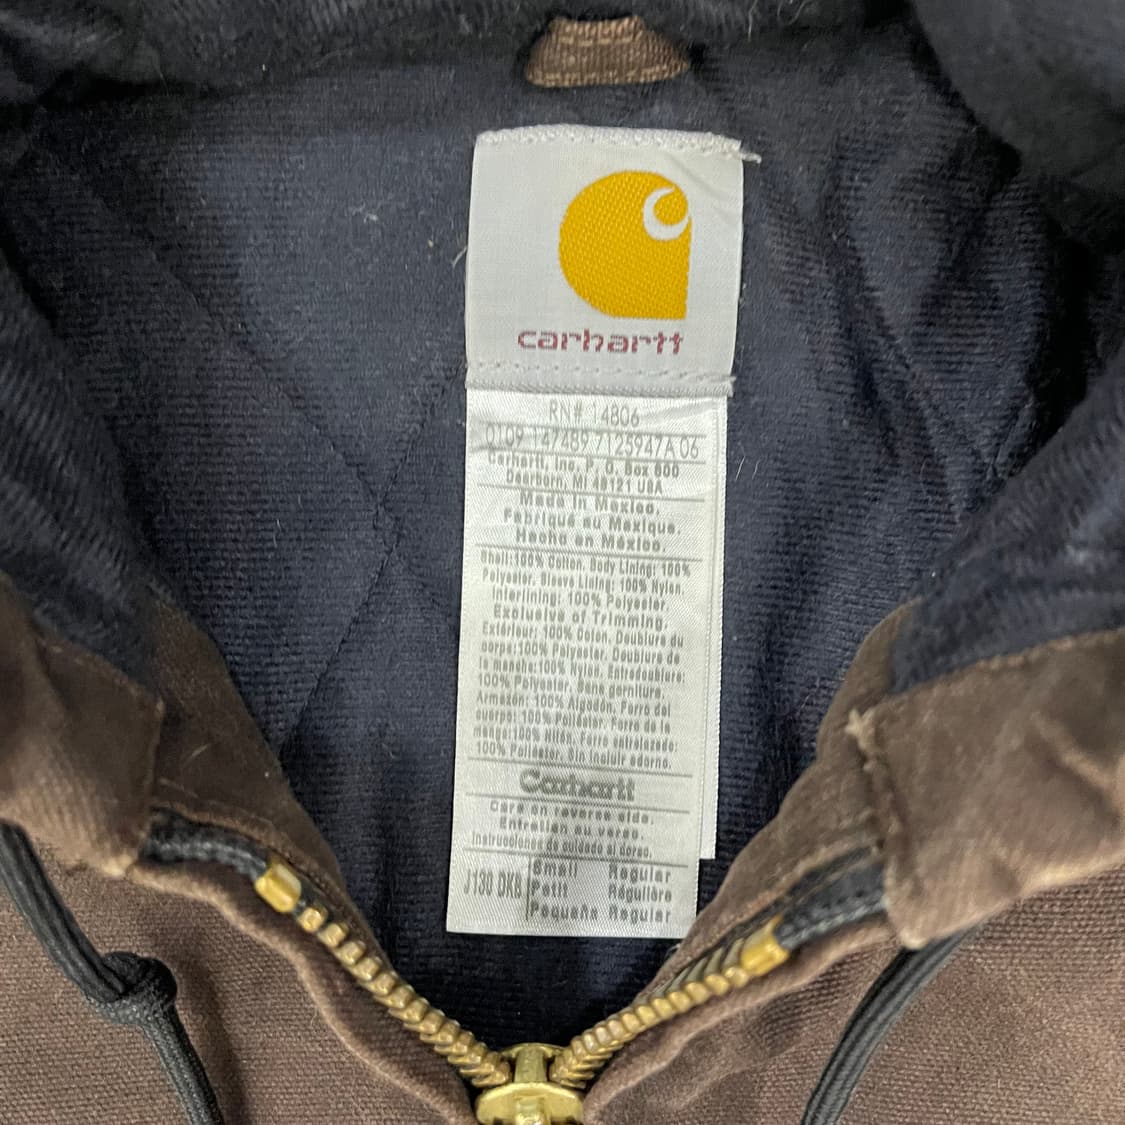 carhartt
RN# 14806
0109 147489 7125947A 06
Carhartt, Inc. P. O. Box 600
Dearborn, MI 48121 USA
Made in Mexico.
Fabriqué au Mexique.
Hecho en México.
Shell: 100% Cotton. Body Lining: 100%
Polyester. Sleeve Lining: 100% Nylon.
Interlining: 100% Polyester.
Exclusive of Trimming.
Extérieur: 100% Coton. Doublure du
corps: 100% Polyester. Doublure de
la manche: 100% Nylon. Entredoublure:
100% Polyester. Sans garniture.
Armazón: 100% Algodón. Forro del
cuerpo: 100% Poliéster. Forro de la
manga: 100% Nilón. Forro entrelazado:
100% Poliester. Sin incluir adorno.
Carhartt
Care on reverse side.
Entretien au verso.
Instrucciones de cuidado al dorso.
J130 DKB
Small Regular
Petit Régulière
Pequeña Regular